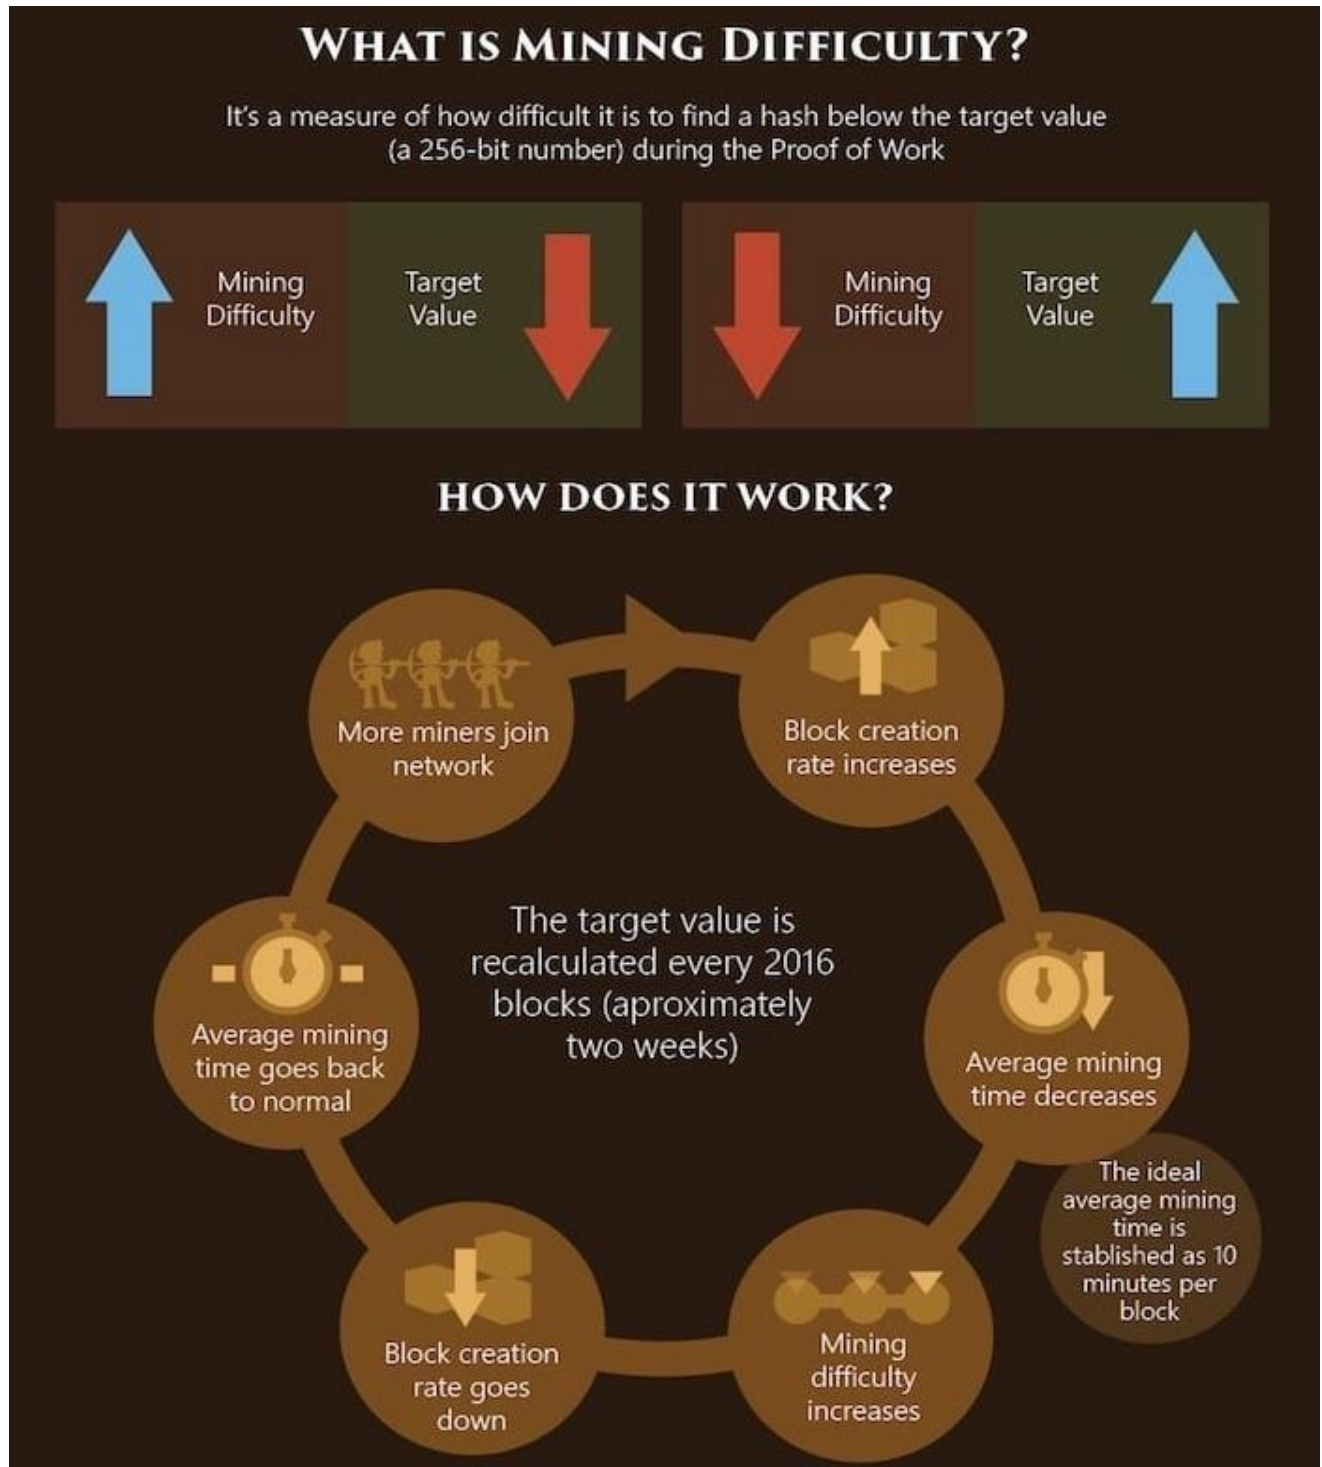 WHAT IS MINING DIFFICULTY?
It's a measure of how difficult it is to find a hash below the target value
(a 256-bit number) during the Proof of Work
Mining
Difficulty
Target
Value
Mining
Difficulty
Target
Value
HOW DOES IT WORK?
More miners join
network
Block creation
rate increases
The target value is
recalculated every 2016
blocks (aproximately
two weeks)
Average mining
time goes back
to normal
Average mining
time decreases
The ideal
average mining
time is
stablished as 10
minutes per
block
Block creation
rate goes
down
Mining
difficulty
increases